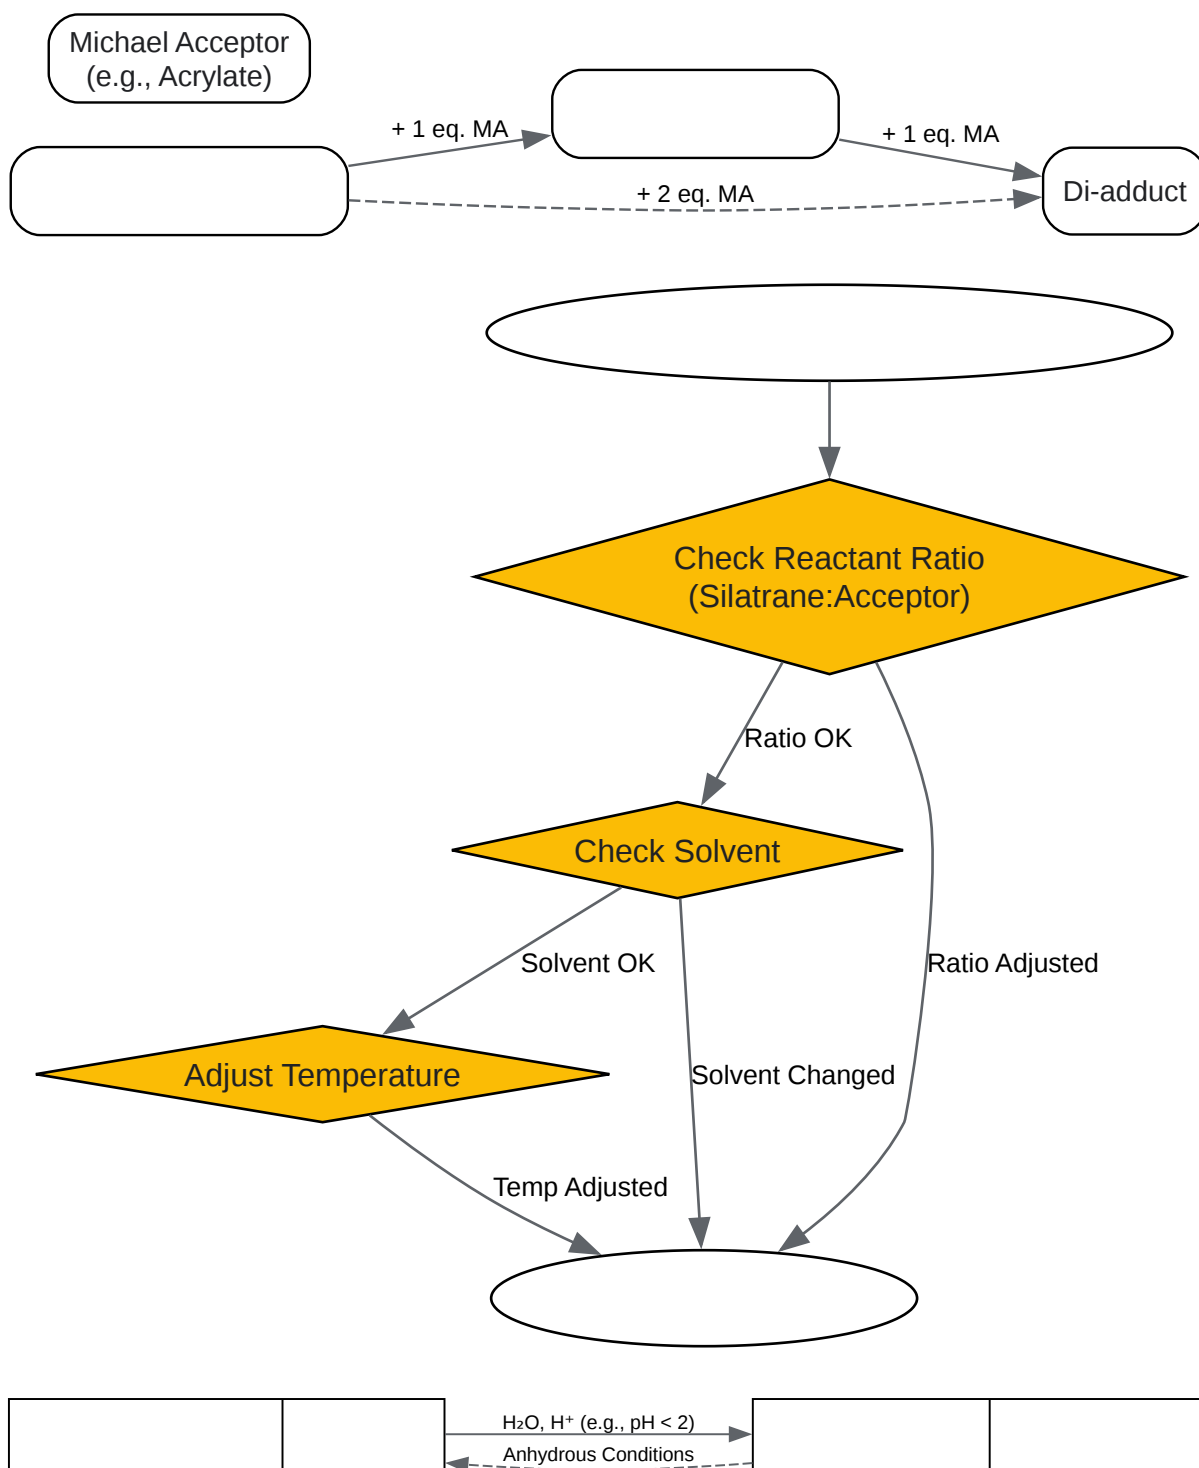 Michael Acceptor
(e.g., Acrylate)
+ 1 eq. MA
+ 1 eq. MA
+ 2 eq. MA
Di-adduct
Check Reactant Ratio
(Silatrane:Acceptor)
Ratio OK
Check Solvent
Solvent OK
Ratio Adjusted
Adjust Temperature
Solvent Changed
Temp Adjusted
H₂O, H⁺ (e.g., pH < 2)
Anhydrous Conditions